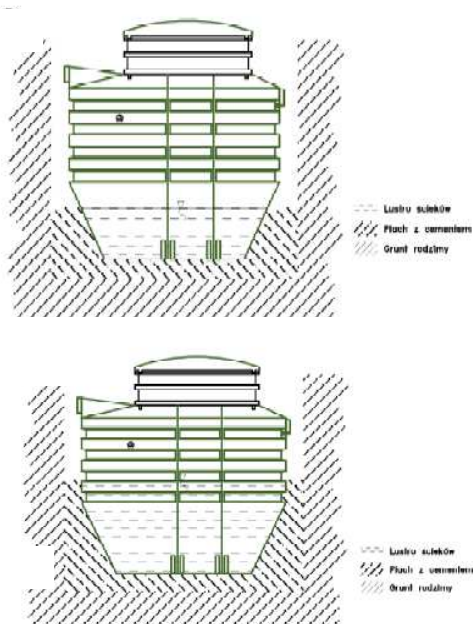 Lustro ścieków
Piach z cementem
Grunt rodzimy
Lustro ścieków
Piach z cementem
Grunt rodzimy